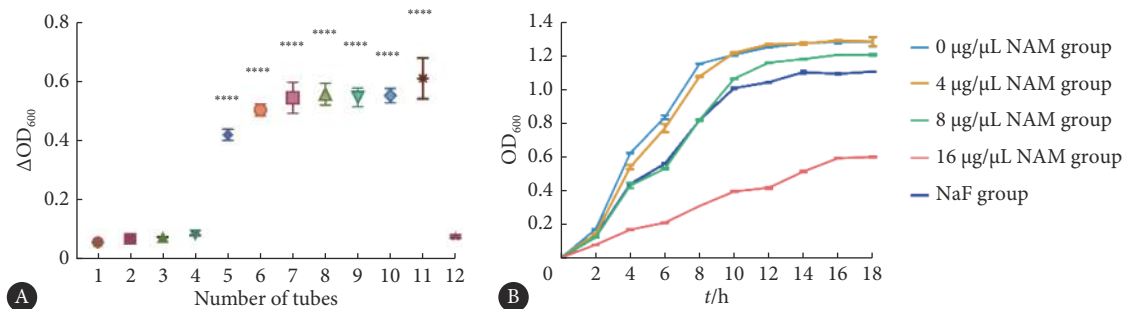 0.8
0.6
0.4
0.2
0
ΔOD600
****
****
****
****
****
****
****
1 2 3 4 5 6 7 8 9 10 11 12
Number of tubes
A
1.4
1.2
1.0
0.8
0.6
0.4
0.2
0
OD600
2 4 6 8 10 12 14 16 18
t/h
B
0 μg/μL NAM group
4 μg/μL NAM group
8 μg/μL NAM group
16 μg/μL NAM group
NaF group